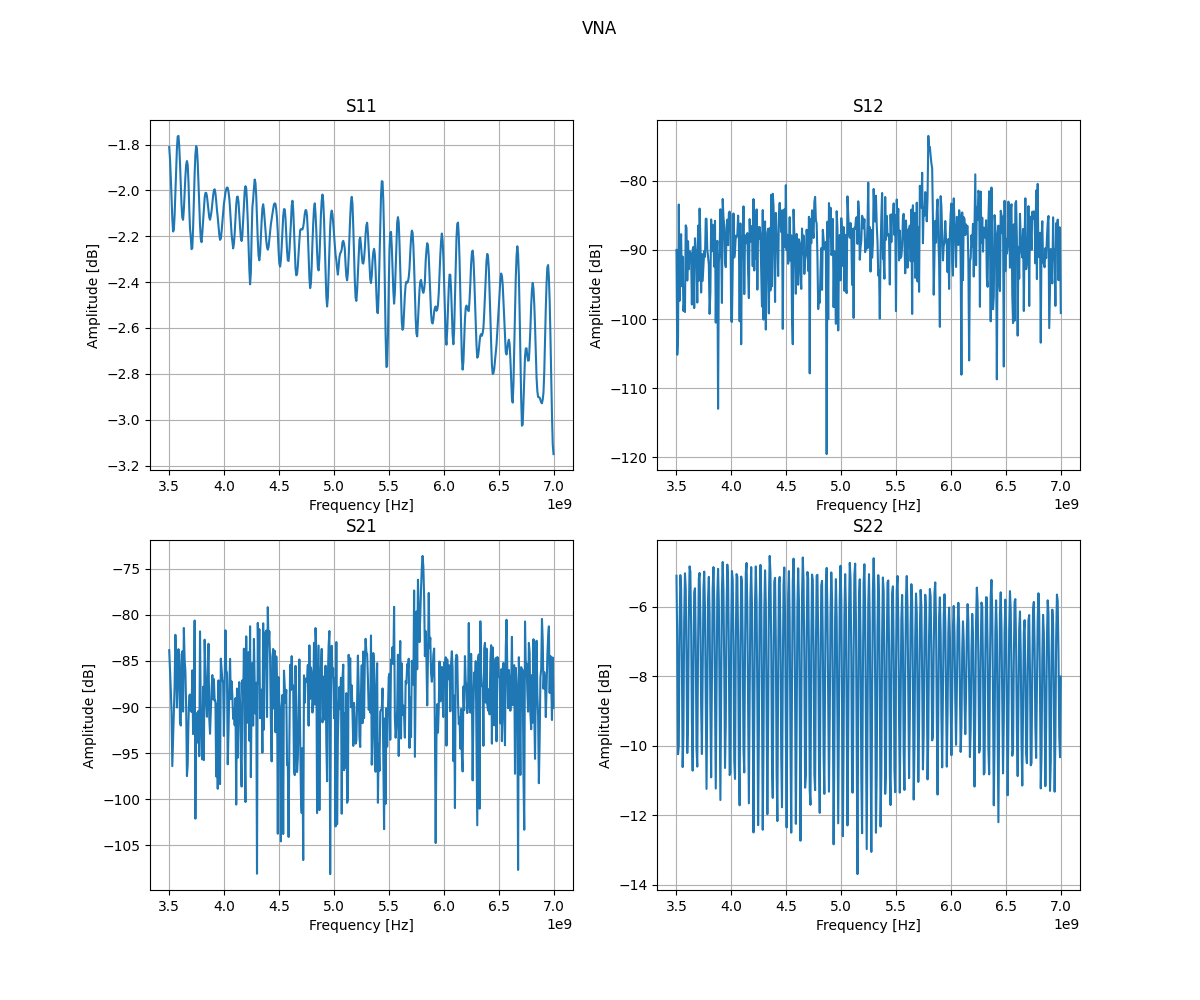 VNA
S11
Amplitude [dB]
−1.8
−2.0
−2.2
−2.4
−2.6
−2.8
−3.0
−3.2
3.5 4.0 4.5 5.0 5.5 6.0 6.5 7.0
1e9
Frequency [Hz]
S12
Amplitude [dB]
−80
−90
−100
−110
−120
3.5 4.0 4.5 5.0 5.5 6.0 6.5 7.0
1e9
Frequency [Hz]
S21
Amplitude [dB]
−75
−80
−85
−90
−95
−100
−105
3.5 4.0 4.5 5.0 5.5 6.0 6.5 7.0
1e9
Frequency [Hz]
S22
Amplitude [dB]
−6
−8
−10
−12
−14
3.5 4.0 4.5 5.0 5.5 6.0 6.5 7.0
1e9
Frequency [Hz]